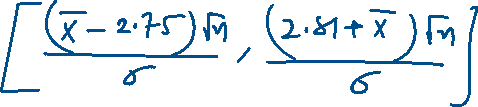 [ (x̄ − 2.75)√n / σ , (2.81 + x̄)√n / σ ]